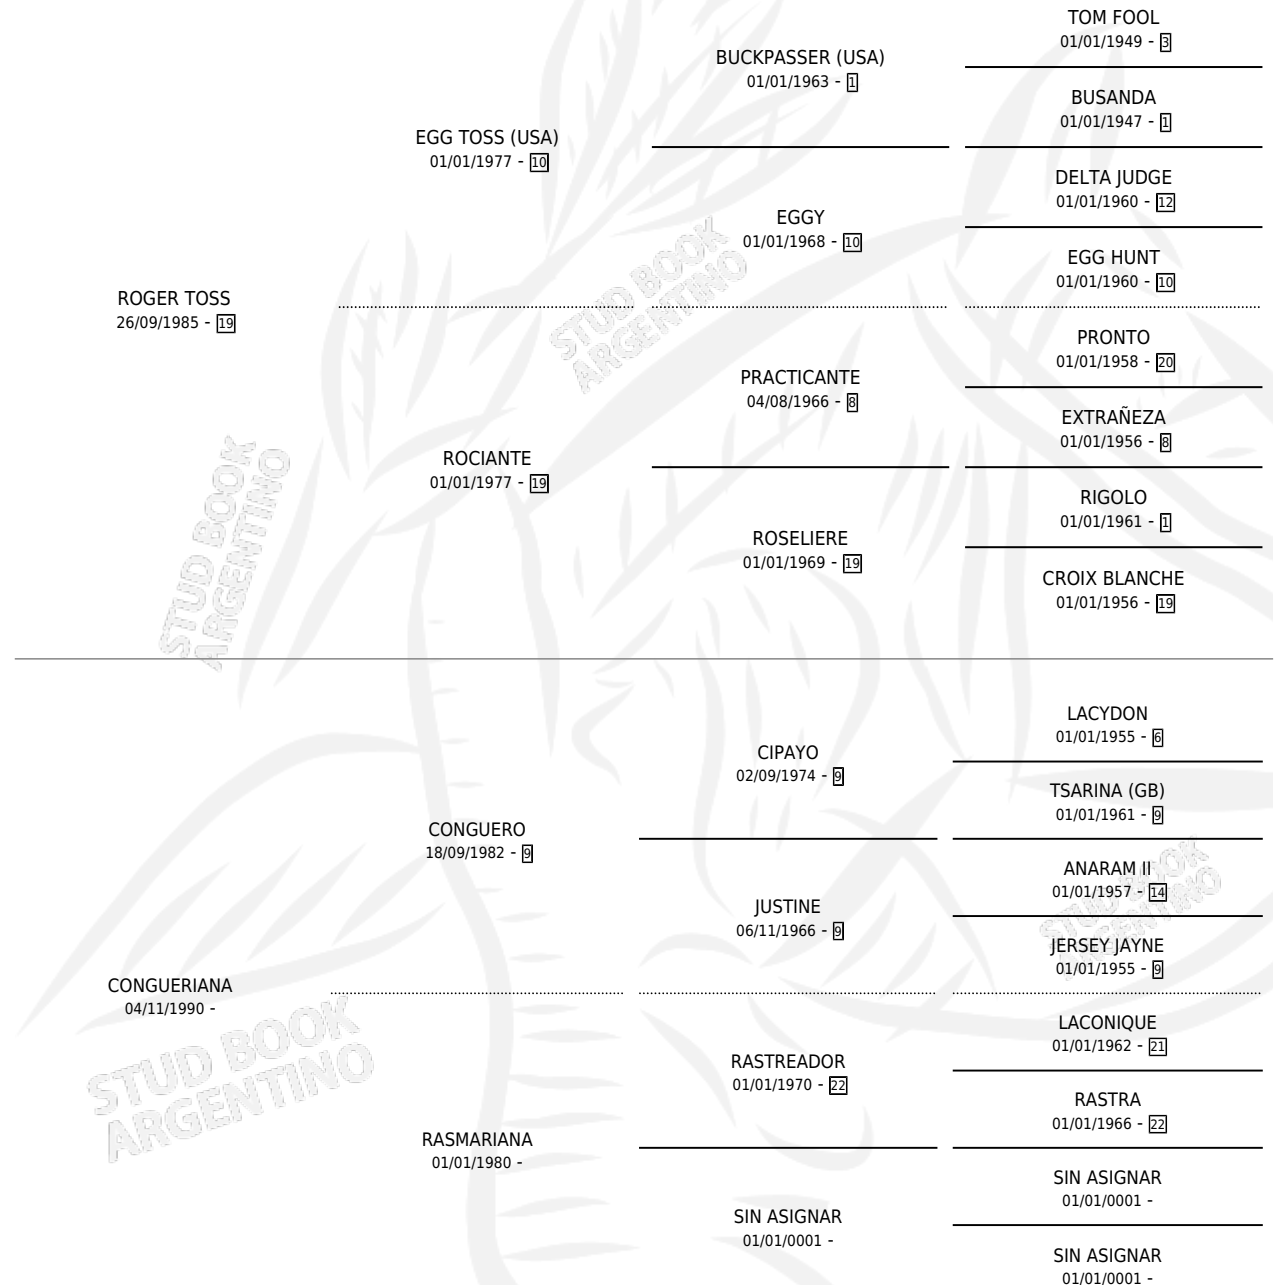 TOM FOOL
01/01/1949 - 3
BUCKPASSER (USA)
01/01/1963 - 1
BUSANDA
01/01/1947 - 1
EGG TOSS (USA)
01/01/1977 - 10
DELTA JUDGE
01/01/1960 - 12
EGGY
01/01/1968 - 10
EGG HUNT
01/01/1960 - 10
STUD BOOK
ARGENTINO
ROGER TOSS
26/09/1985 - 19
PRONTO
01/01/1958 - 20
PRACTICANTE
04/08/1966 - 8
EXTRAÑEZA
01/01/1956 - 8
ROCIANTE
01/01/1977 - 19
RIGOLO
01/01/1961 - 1
ROSELIERE
01/01/1969 - 19
CROIX BLANCHE
01/01/1956 - 19
STUD BOOK
ARGENTINO
LACYDON
01/01/1955 - 6
CIPAYO
02/09/1974 - 9
TSARINA (GB)
01/01/1961 - 9
CONGUERO
18/09/1982 - 9
ANARAM II
01/01/1957 - 14
JUSTINE
06/11/1966 - 9
JERSEY JAYNE
01/01/1955 - 9
STUD BOOK
ARGENTINO
CONGUERIANA
04/11/1990 -
LACONIQUE
01/01/1962 - 21
RASTREADOR
01/01/1970 - 22
RASTRA
01/01/1966 - 22
STUD BOOK
ARGENTINO
RASMARIANA
01/01/1980 -
SIN ASIGNAR
01/01/0001 -
SIN ASIGNAR
01/01/0001 -
SIN ASIGNAR
01/01/0001 -